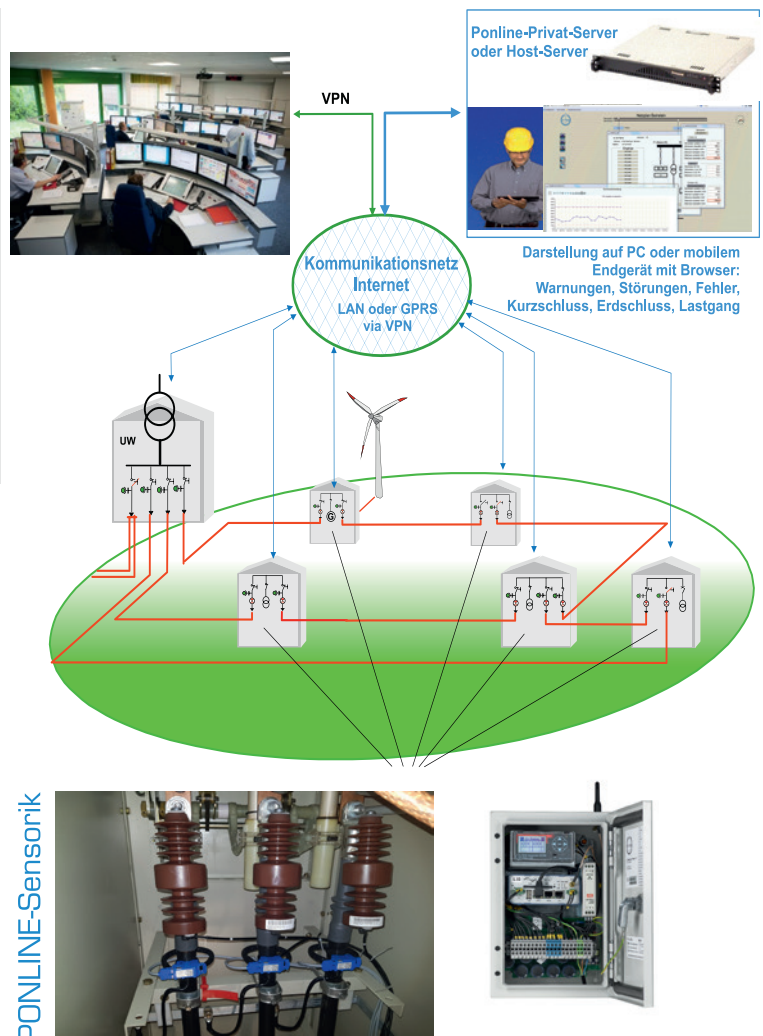 Ponline-Privat-Server
oder Host-Server
VPN
Kommunikationsnetz
Internet
LAN oder GPRS
via VPN
Darstellung auf PC oder mobilem
Endgerät mit Browser:
Warnungen, Störungen, Fehler,
Kurzschluss, Erdschluss, Lastgang
UW
G
PONLINE-Sensorik